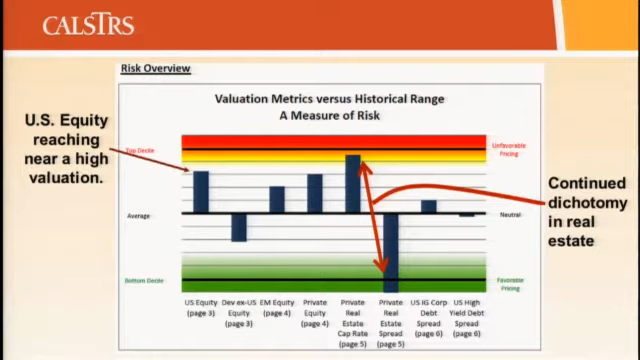 CALSTRS
Risk Overview
Valuation Metrics versus Historical Range
A Measure of Risk
U.S. Equity
reaching
near a high
valuation.
Top Decile
Unfavorable
Pricing
Average
Neutral
Continued
dichotomy
in real
estate
Bottom Decile
Favorable
Pricing
US Equity
(page 3)
Dev ex-US
Equity
(page 3)
EM Equity
(page 4)
Private
Equity
(page 4)
Private
Real
Estate
Cap Rate
(page 5)
Private
Real
Estate
Spread
(page 5)
US IG Corp
Debt
Spread
(page 6)
US High
Yield Debt
Spread
(page 6)